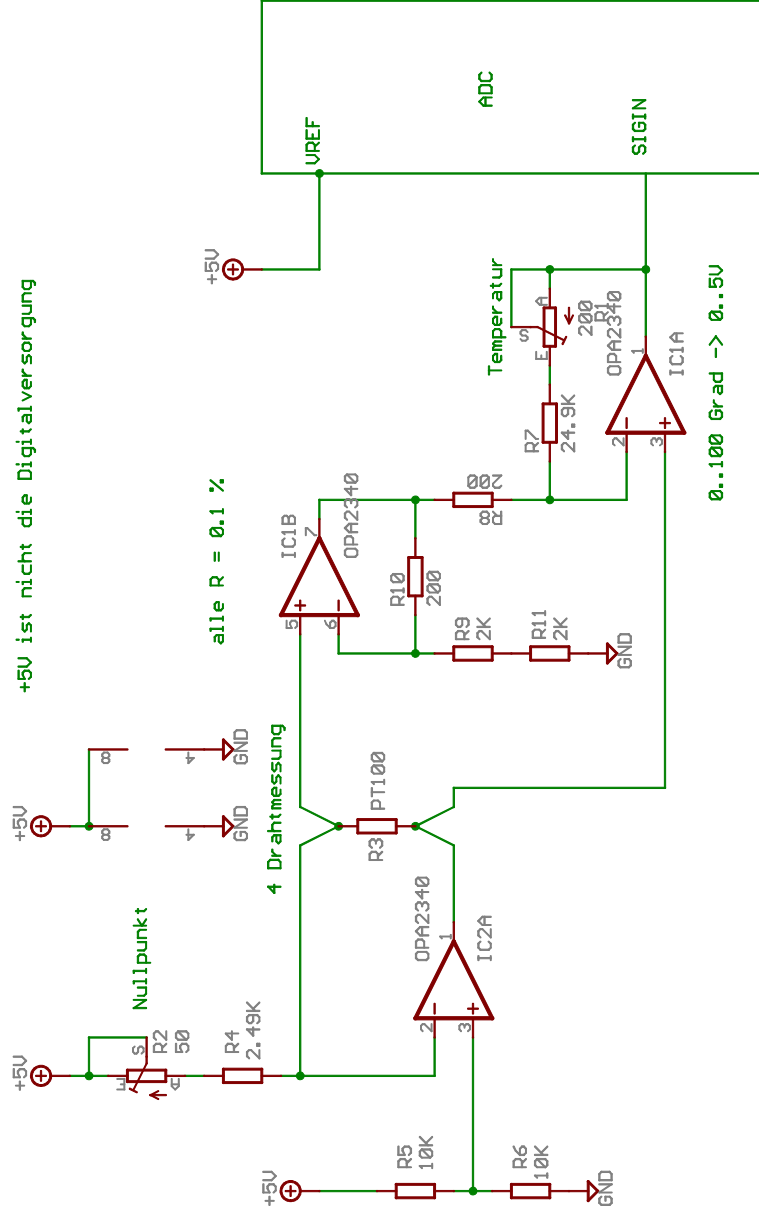 ADC
VREF
SIGIN
+5V
+5V ist nicht die Digitalversorgung
Temperatur
A
S
E
200
R1
OPA2340
1
IC1A
2
3
0..100 Grad -> 0..5V
R7
24.9K
200
R8
alle R = 0.1 %
IC1B
7
OPA2340
5
6
R10
200
R9
2K
R11
2K
GND
+5V
8
4
GND
8
4
GND
4 Drahtmessung
PT100
R3
Nullpunkt
+5V
S
E
A
R2
50
R4
2.49K
OPA2340
1
IC2A
2
3
+5V
R5
10K
R6
10K
GND